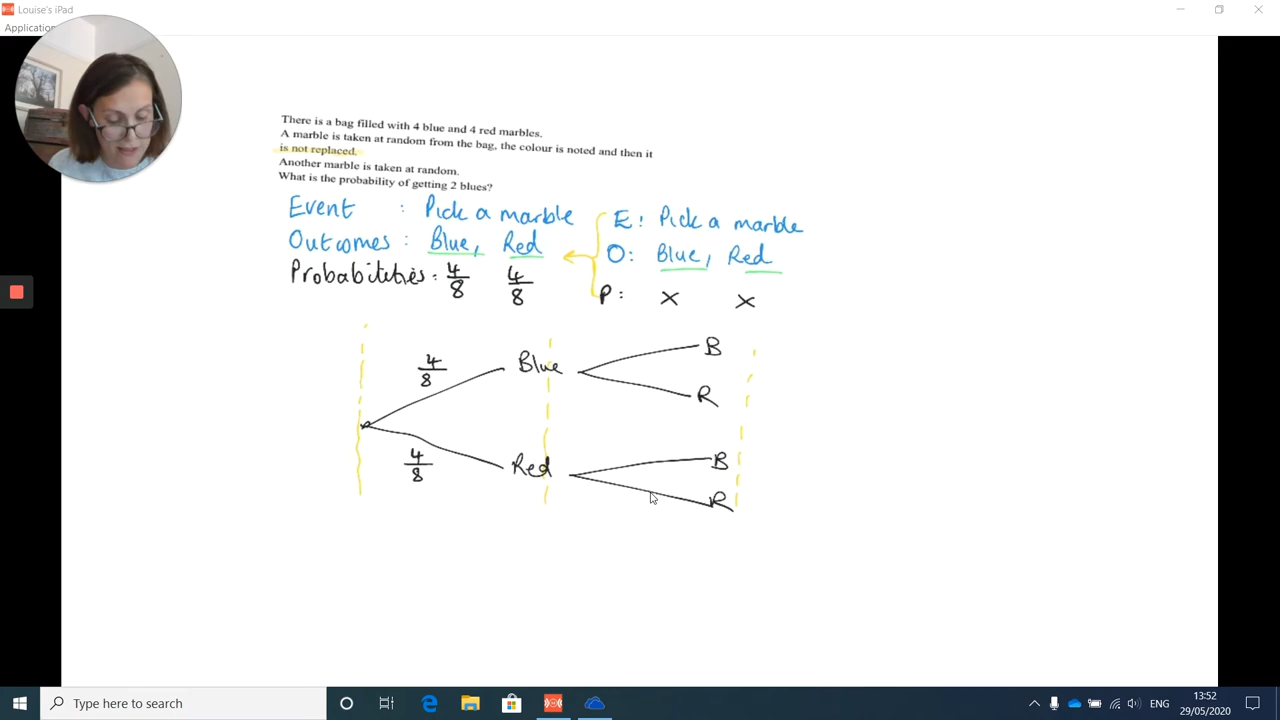 Louise's iPad
Application
There is a bag filled with 4 blue and 4 red marbles.
A marble is taken at random from the bag, the colour is noted and then it
is not replaced.
Another marble is taken at random.
What is the probability of getting 2 blues?
Event : Pick a marble
Outcomes : Blue, Red
Probabilities : 4/8 4/8
E: Pick a marble
O: Blue, Red
P: x x
4/8 Blue B
R
4/8 Red B
R
Type here to search
ENG
13:52
29/05/2020